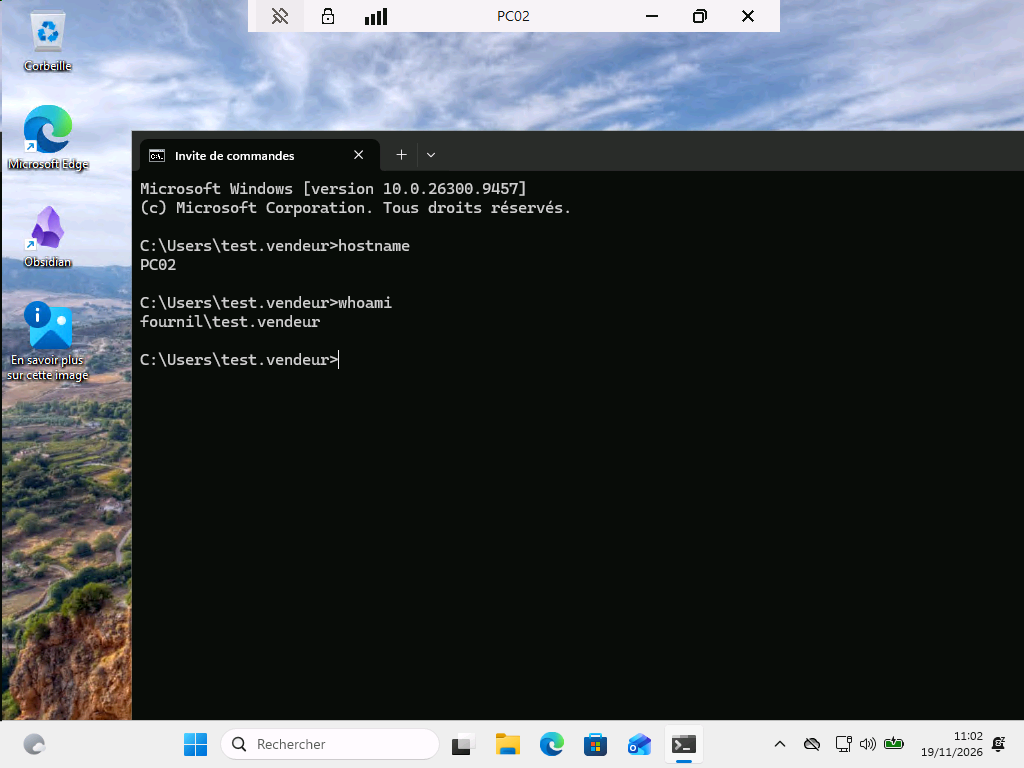 PC02
Corbeille
Microsoft Edge
Obsidian
En savoir plus
sur cette image
Invite de commandes
Microsoft Windows [version 10.0.26300.9457]
(c) Microsoft Corporation. Tous droits réservés.
C:\Users\test.vendeur>hostname
PC02
C:\Users\test.vendeur>whoami
fournil\test.vendeur
C:\Users\test.vendeur>
Rechercher
11:02
19/11/2026